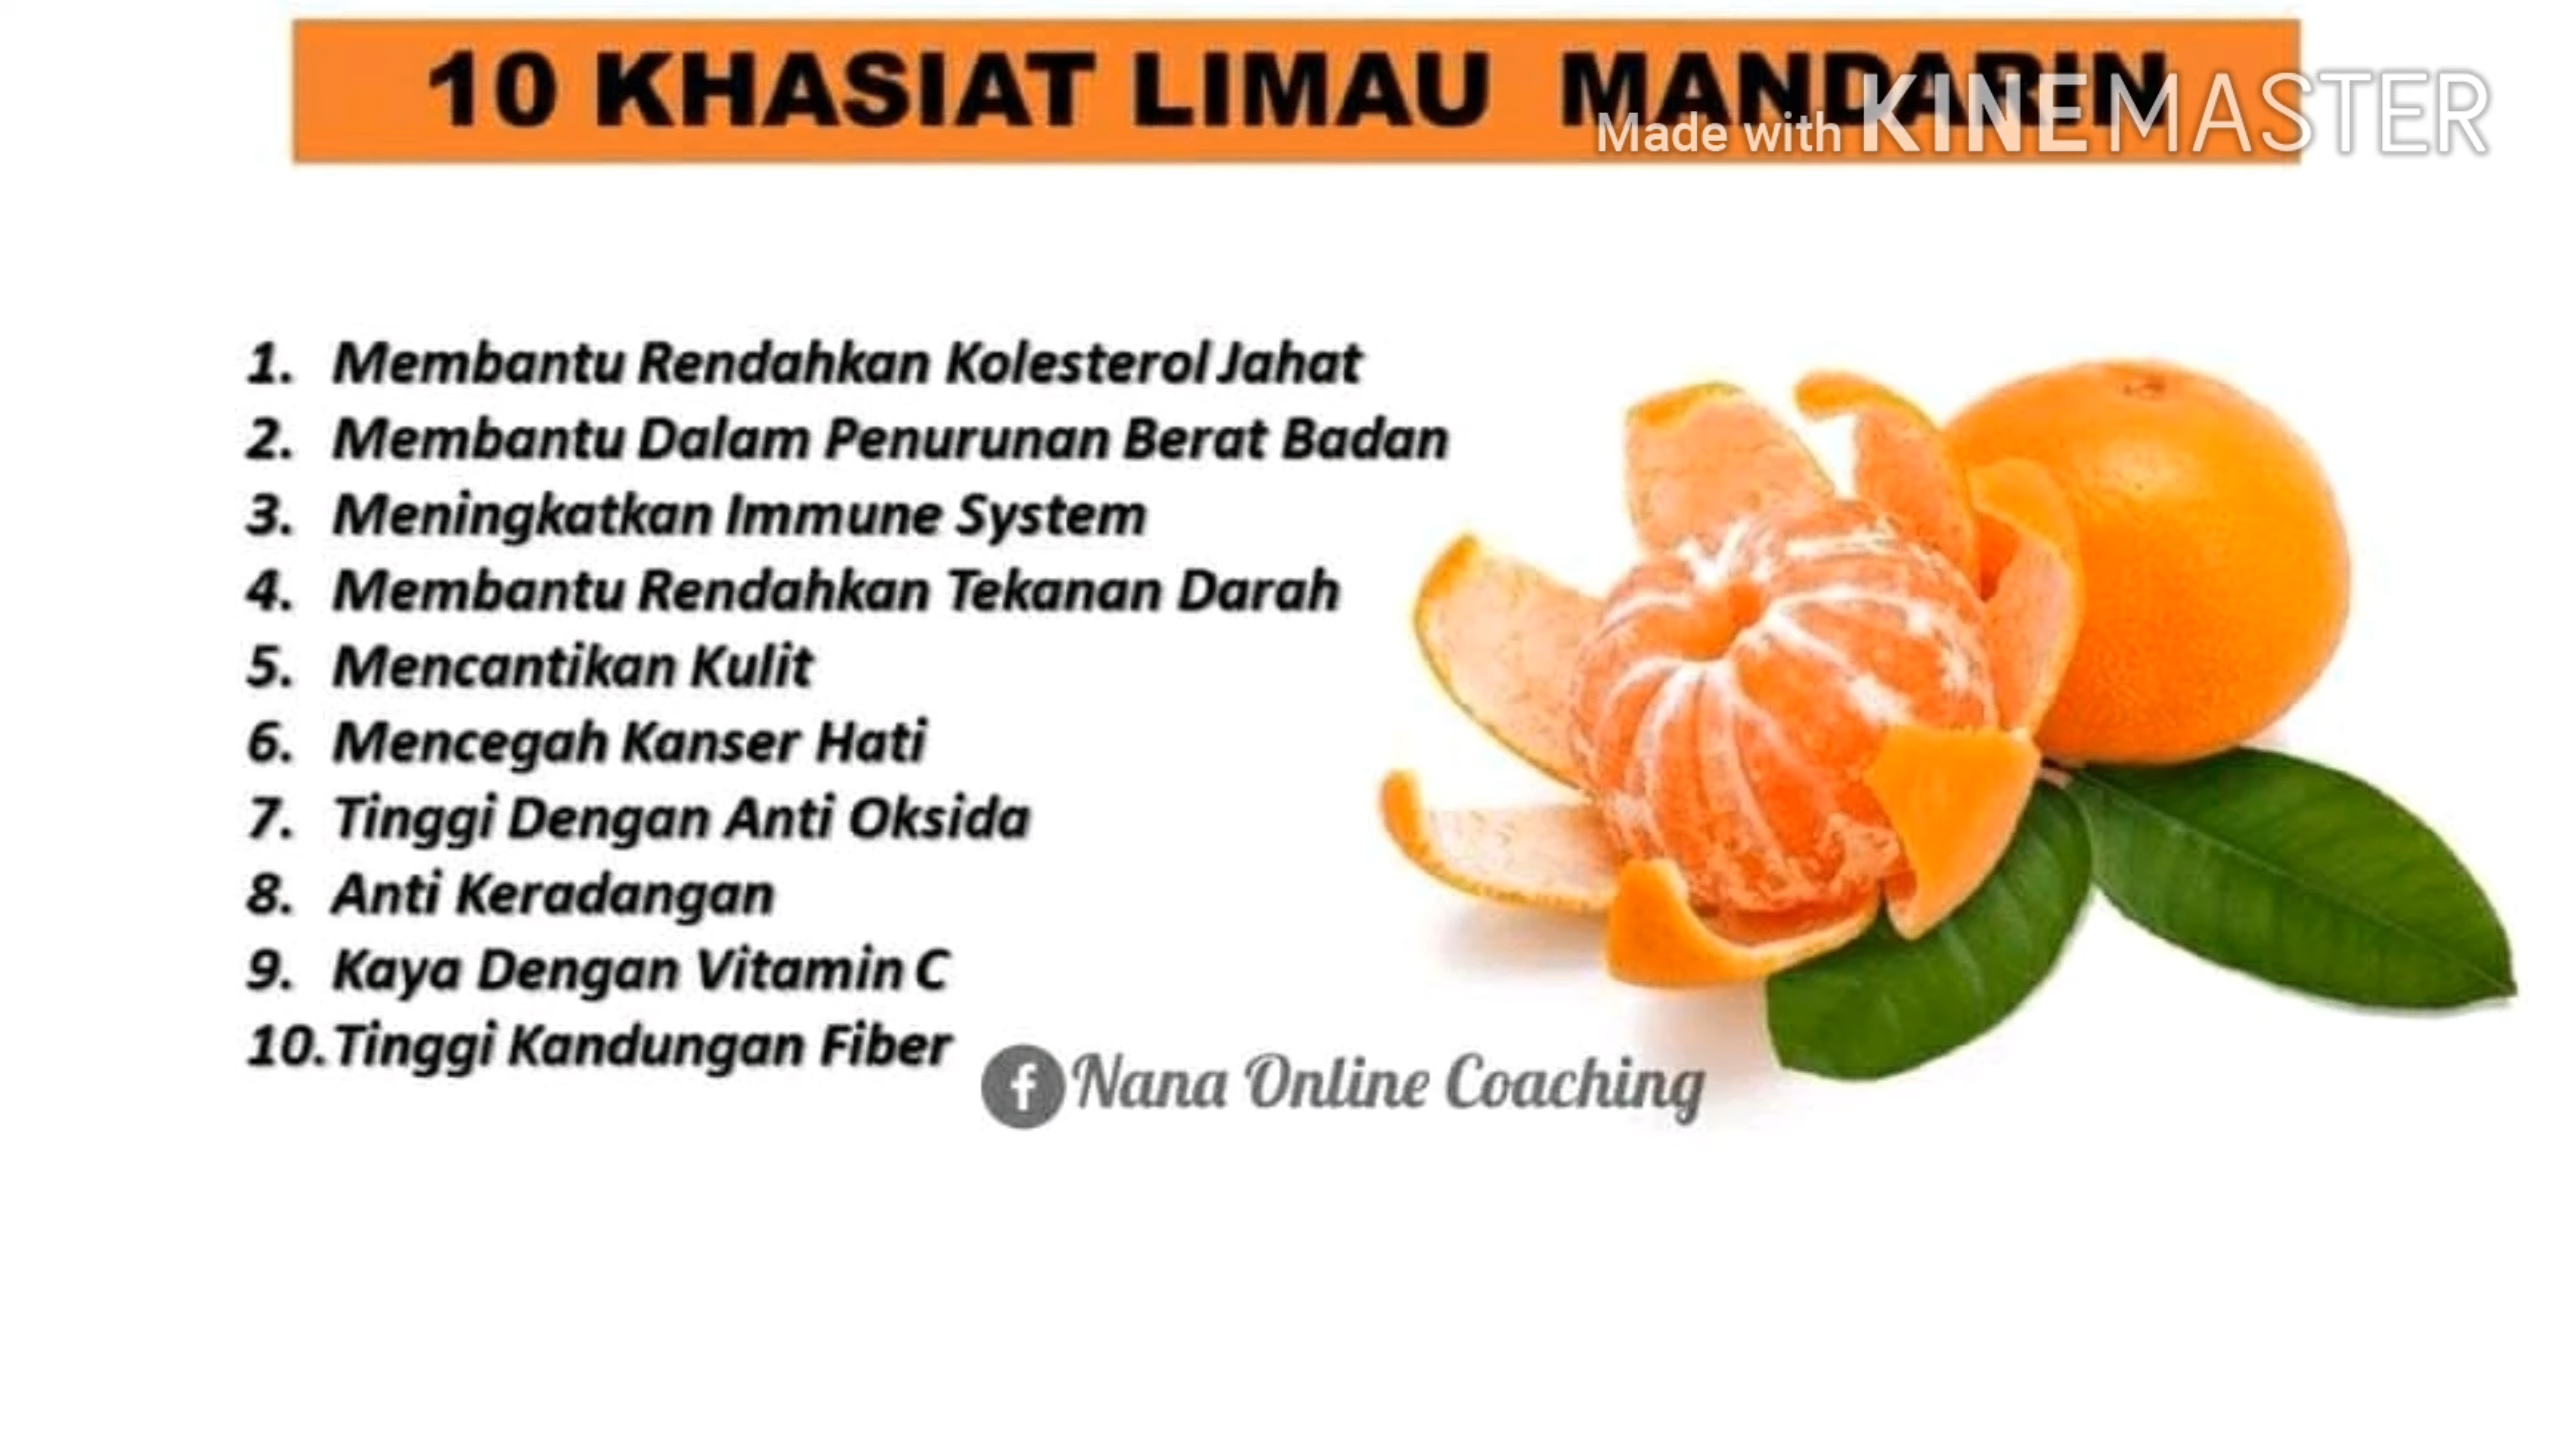 10 KHASIAT LIMAU MANDARIN
Made with KINEMASTER
1. Membantu Rendahkan Kolesterol Jahat
2. Membantu Dalam Penurunan Berat Badan
3. Meningkatkan Immune System
4. Membantu Rendahkan Tekanan Darah
5. Mencantikan Kulit
6. Mencegah Kanser Hati
7. Tinggi Dengan Anti Oksida
8. Anti Keradangan
9. Kaya Dengan Vitamin C
10. Tinggi Kandungan Fiber
f Nana Online Coaching